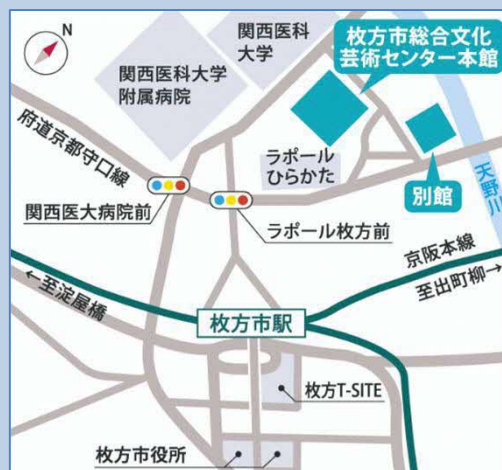 N
関西医科
大学
枚方市総合文化
芸術センター本館
関西医科大学
附属病院
府道京都守口線
ラポール
ひらかた
別館
天野川
関西医大病院前
ラポール枚方前
京阪本線
至出町柳→
←至淀屋橋
枚方市駅
枚方T-SITE
枚方市役所